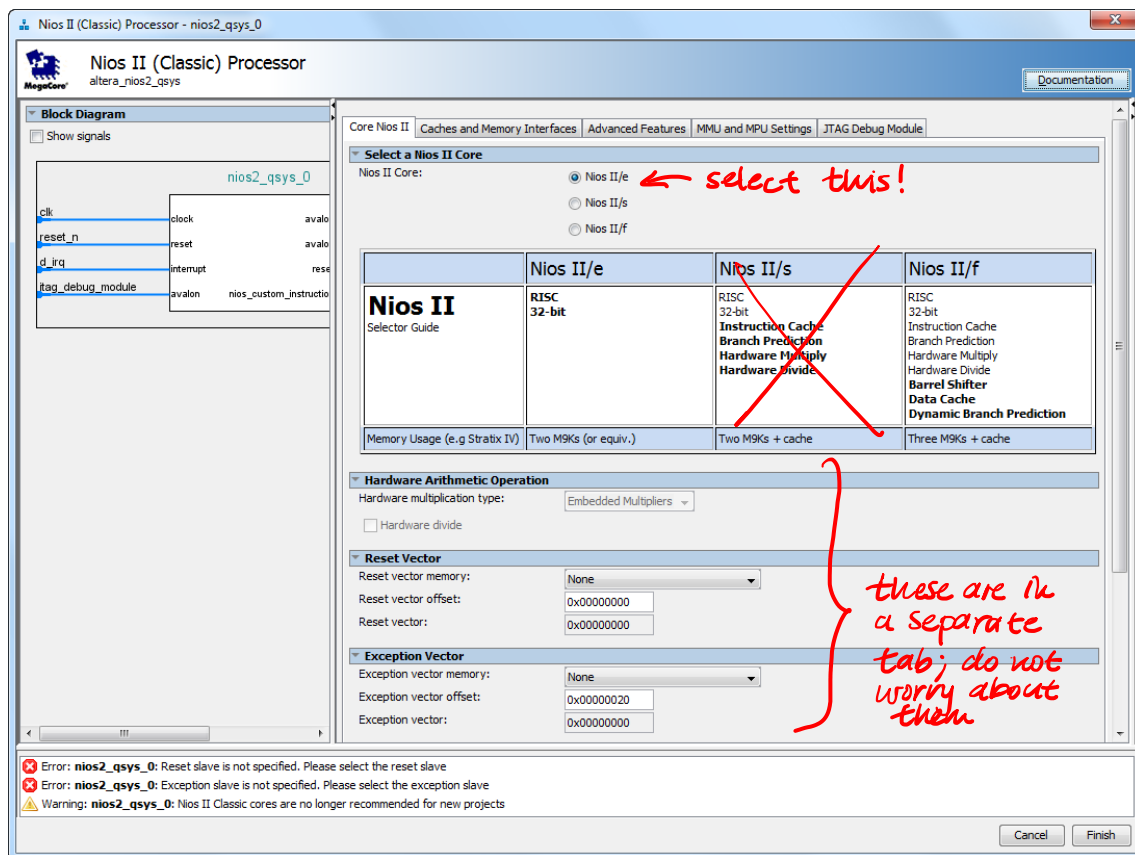 Nios II (Classic) Processor - nios2_qsys_0
Nios II (Classic) Processor
altera_nios2_qsys
MegaCore®
Documentation
Block Diagram
Show signals
nios2_qsys_0
clk
clock
avalo
reset_n
reset
avalo
d_irq
interrupt
rese
jtag_debug_module
avalon
nios_custom_instructio
Core Nios II
Caches and Memory Interfaces
Advanced Features
MMU and MPU Settings
JTAG Debug Module
Select a Nios II Core
Nios II Core:
Nios II/e
← select this!
Nios II/s
Nios II/f
Nios II/e
Nios II/s
Nios II/f
Nios II
Selector Guide
RISC
32-bit
RISC
32-bit
Instruction Cache
Branch Prediction
Hardware Multiply
Hardware Divide
RISC
32-bit
Instruction Cache
Branch Prediction
Hardware Multiply
Hardware Divide
Barrel Shifter
Data Cache
Dynamic Branch Prediction
Memory Usage (e.g Stratix IV)
Two M9Ks (or equiv.)
Two M9Ks + cache
Three M9Ks + cache
Hardware Arithmetic Operation
Hardware multiplication type:
Embedded Multipliers
Hardware divide
Reset Vector
Reset vector memory:
None
Reset vector offset:
0x00000000
Reset vector:
0x00000000
Exception Vector
Exception vector memory:
None
Exception vector offset:
0x00000020
Exception vector:
0x00000000
these are in
a separate
tab; do not
worry about
them
Error: nios2_qsys_0: Reset slave is not specified. Please select the reset slave
Error: nios2_qsys_0: Exception slave is not specified. Please select the exception slave
Warning: nios2_qsys_0: Nios II Classic cores are no longer recommended for new projects
Cancel
Finish